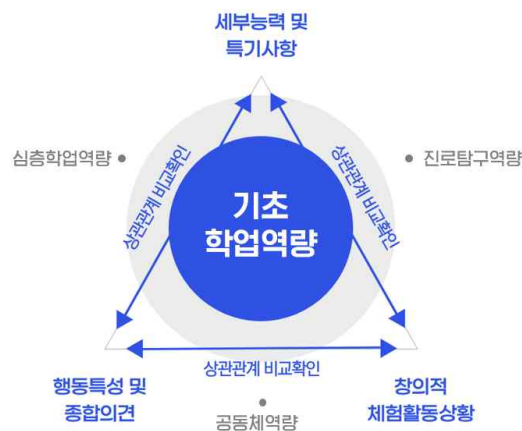 세부능력 및
특기사항
심층학업역량
진로탐구역량
상관관계 비교확인
상관관계 비교확인
기초
학업역량
상관관계 비교확인
행동특성 및
종합의견
창의적
체험활동상황
공동체역량